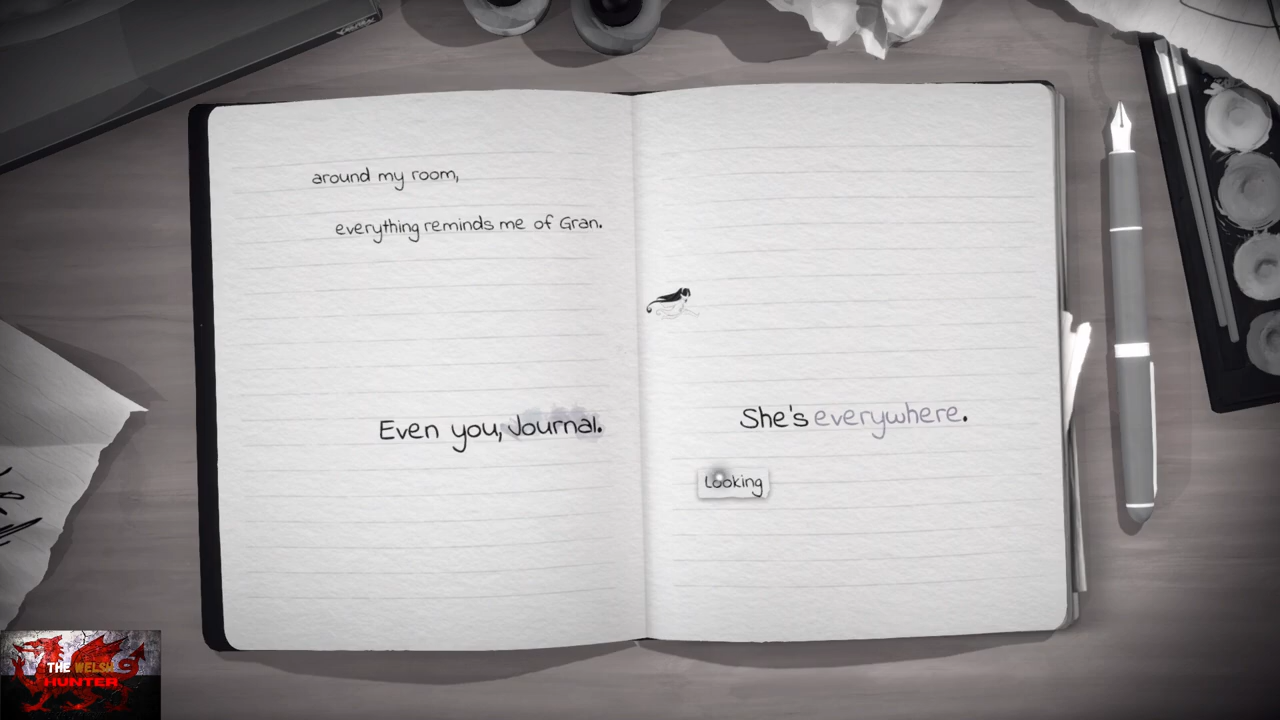 around my room,
everything reminds me of Gran.
Even you, Journal.
She's everywhere.
Looking
THE WELSH
HUNTER